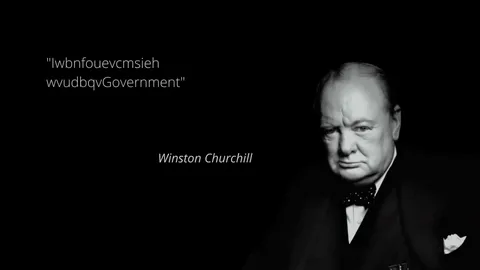 "Iwbnfouevcmsieh
wvudbqvGovernment"
Winston Churchill